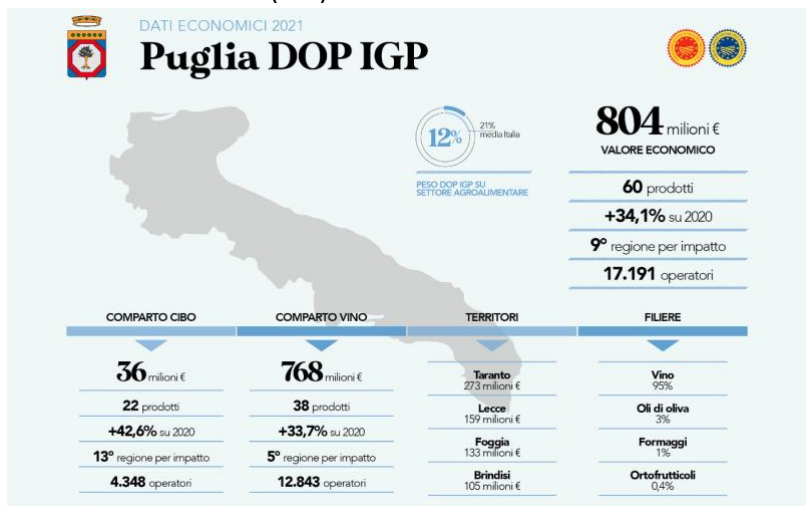 DATI ECONOMICI 2021
Puglia DOP IGP
12%
21%
media Italia
PESO DOP IGP SU
SETTORE AGROALIMENTARE
804 milioni €
VALORE ECONOMICO
60 prodotti
+34,1% su 2020
9° regione per impatto
17.191 operatori
COMPARTO CIBO
36 milioni €
22 prodotti
+42,6% su 2020
13° regione per impatto
4.348 operatori
COMPARTO VINO
768 milioni €
38 prodotti
+33,7% su 2020
5° regione per impatto
12.843 operatori
TERRITORI
Taranto
273 milioni €
Lecce
159 milioni €
Foggia
133 milioni €
Brindisi
105 milioni €
FILIERE
Vino
95%
Oli di oliva
3%
Formaggi
1%
Ortofrutticoli
0,4%